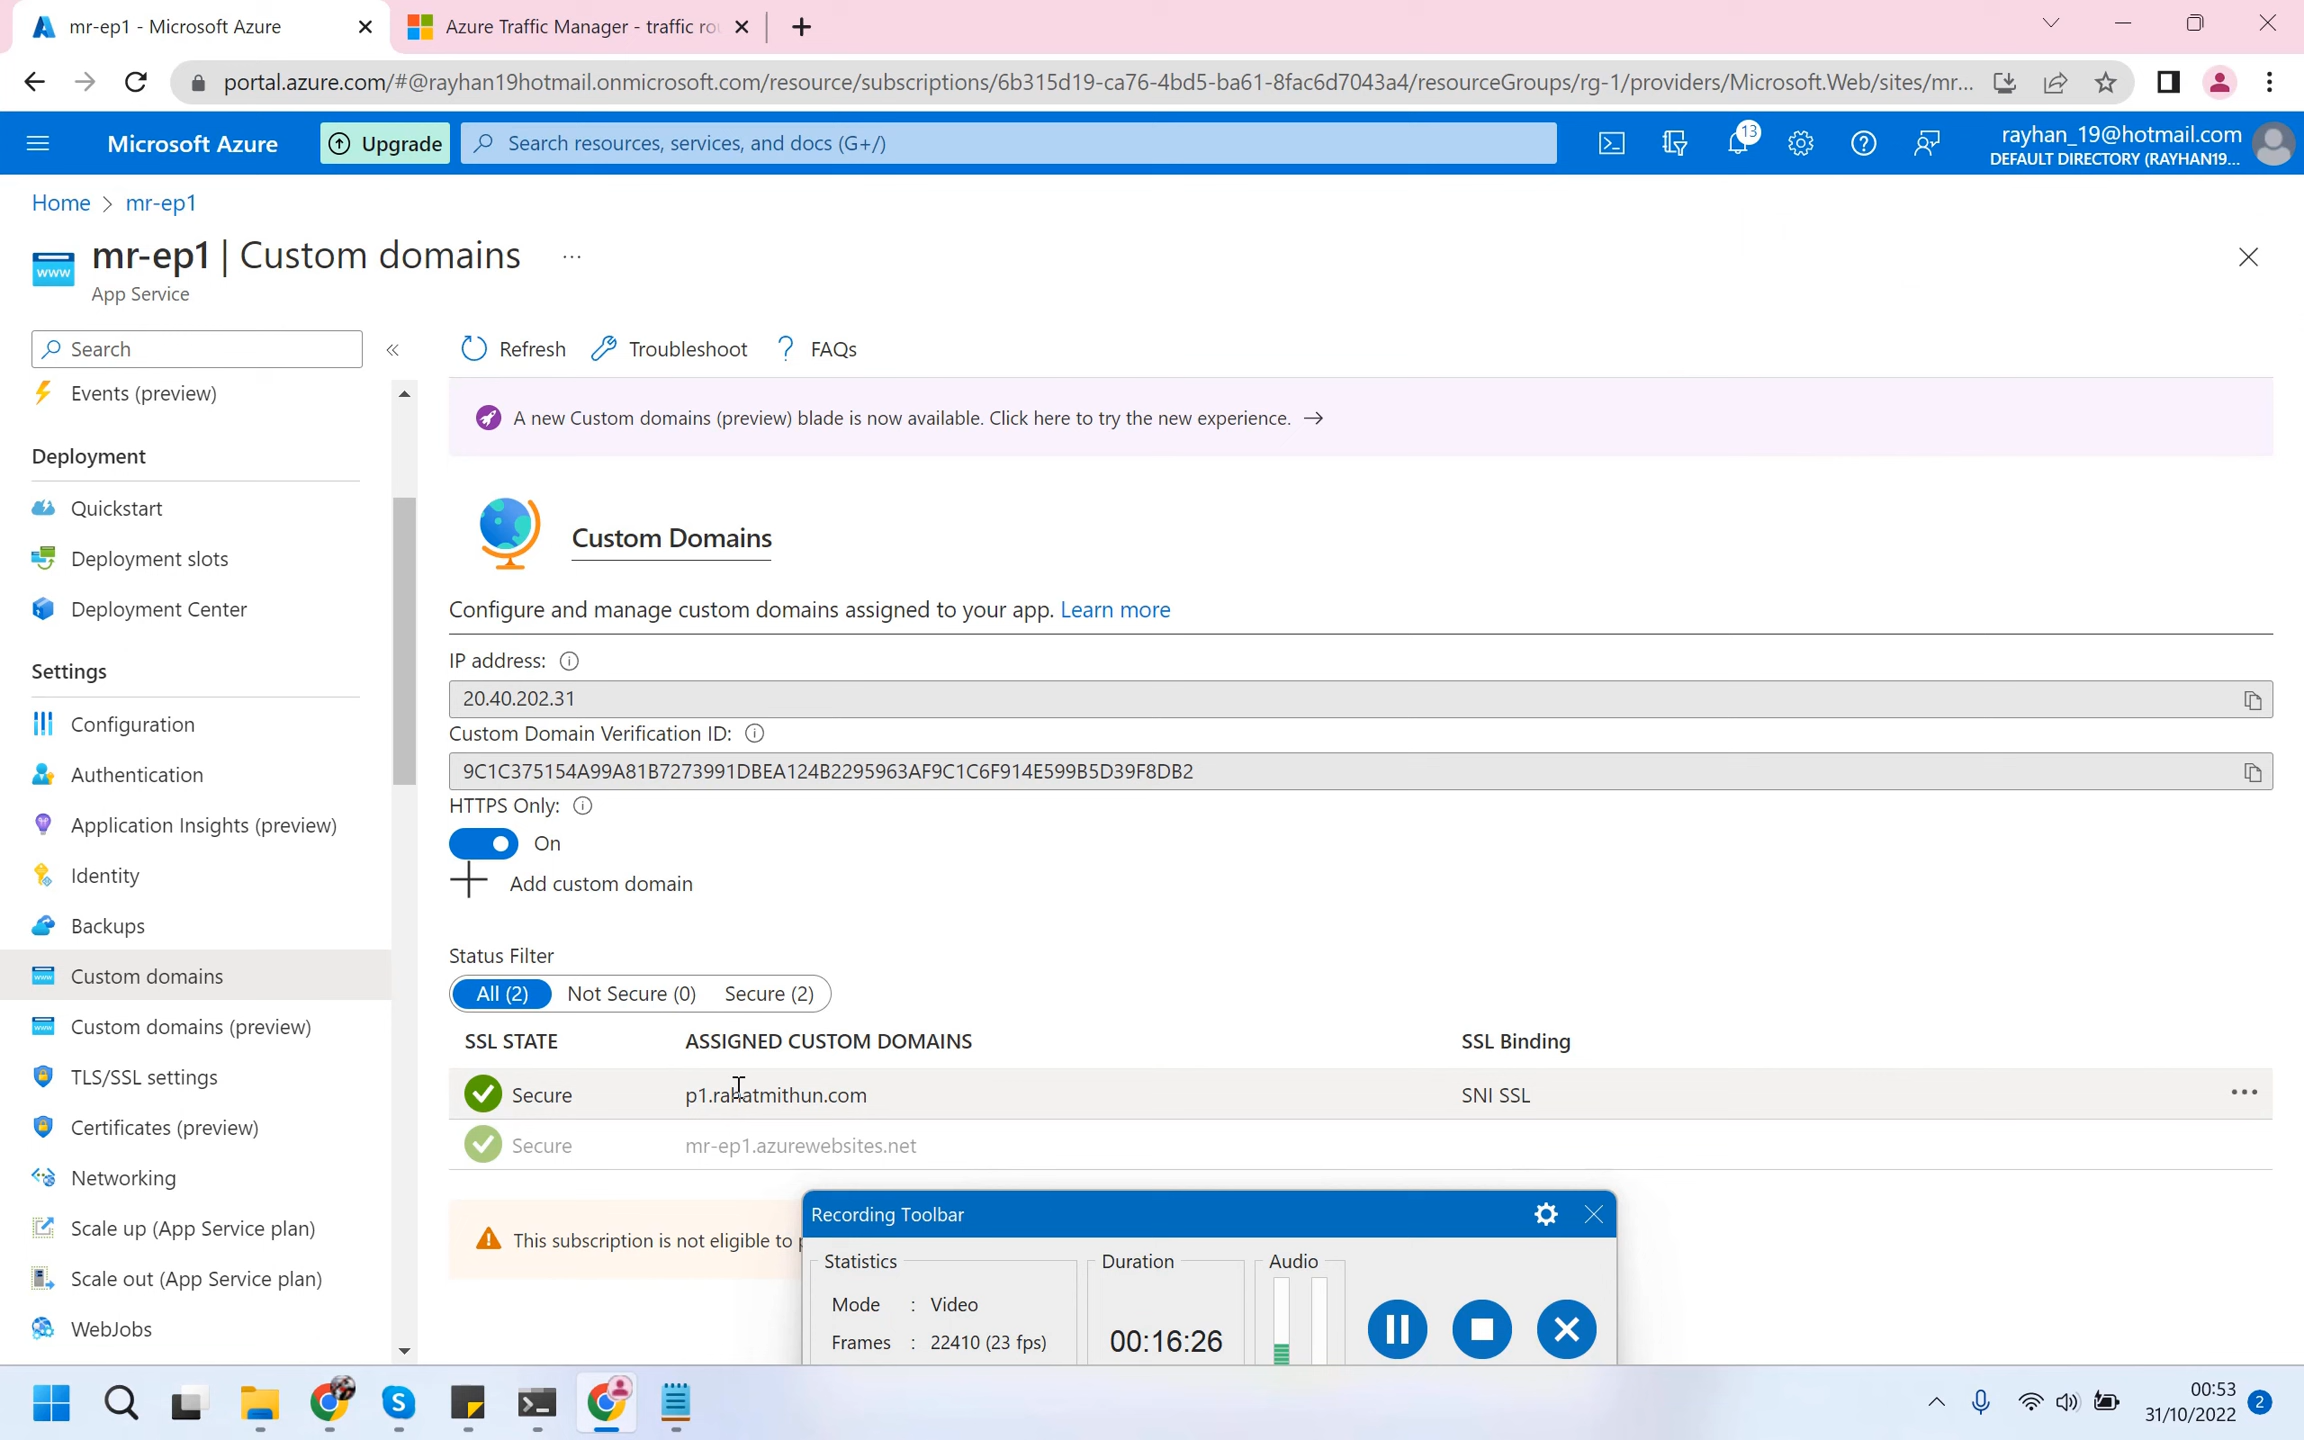 mr-ep1 - Microsoft Azure
Azure Traffic Manager - traffic
portal.azure.com/#@rayhan19hotmail.onmicrosoft.com/resource/subscriptions/6b315d19-ca76-4bd5-ba61-8fac6d7043a4/resourceGroups/rg-1/providers/Microsoft.Web/sites/mr...
Microsoft Azure
Upgrade
Search resources, services, and docs (G+/)
13
rayhan_19@hotmail.com
DEFAULT DIRECTORY (RAYHAN19...
Home > mr-ep1
mr-ep1 | Custom domains ...
App Service
Search
«
Refresh
Troubleshoot
? FAQs
Events (preview)
Deployment
Quickstart
Deployment slots
Deployment Center
Settings
Configuration
Authentication
Application Insights (preview)
Identity
Backups
Custom domains
Custom domains (preview)
TLS/SSL settings
Certificates (preview)
Networking
Scale up (App Service plan)
Scale out (App Service plan)
WebJobs
A new Custom domains (preview) blade is now available. Click here to try the new experience. →
Custom Domains
Configure and manage custom domains assigned to your app. Learn more
IP address:
20.40.202.31
Custom Domain Verification ID:
9C1C375154A99A81B7273991DBEA124B2295963AF9C1C6F914E599B5D39F8DB2
HTTPS Only:
On
Add custom domain
Status Filter
All (2) Not Secure (0) Secure (2)
SSL STATE ASSIGNED CUSTOM DOMAINS SSL Binding
Secure p1.rahatmithun.com SNI SSL
Secure mr-ep1.azurewebsites.net
This subscription is not eligible to
Recording Toolbar
Statistics
Duration
Audio
Mode : Video
Frames : 22410 (23 fps)
00:16:26
00:53
31/10/2022
2